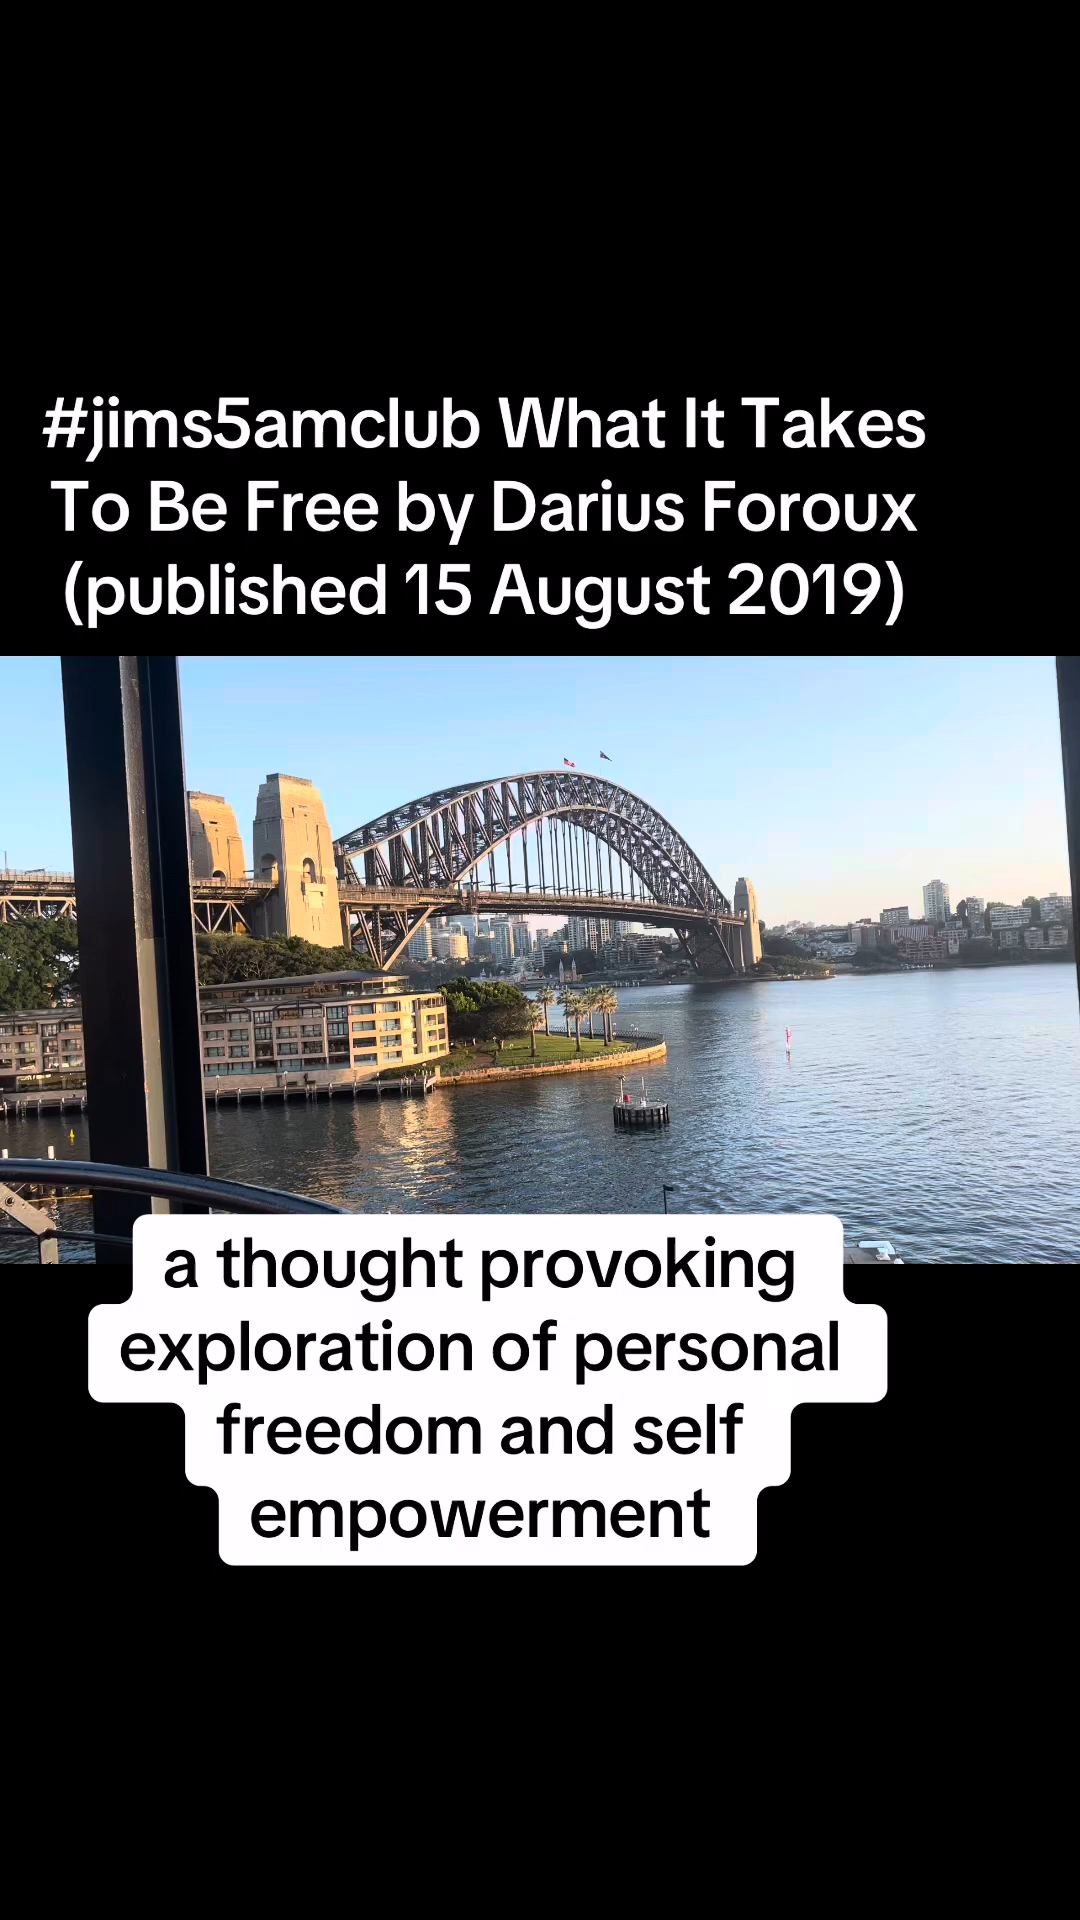 #jims5amclub What It Takes
To Be Free by Darius Foroux
(published 15 August 2019)
a thought provoking
exploration of personal
freedom and self
empowerment